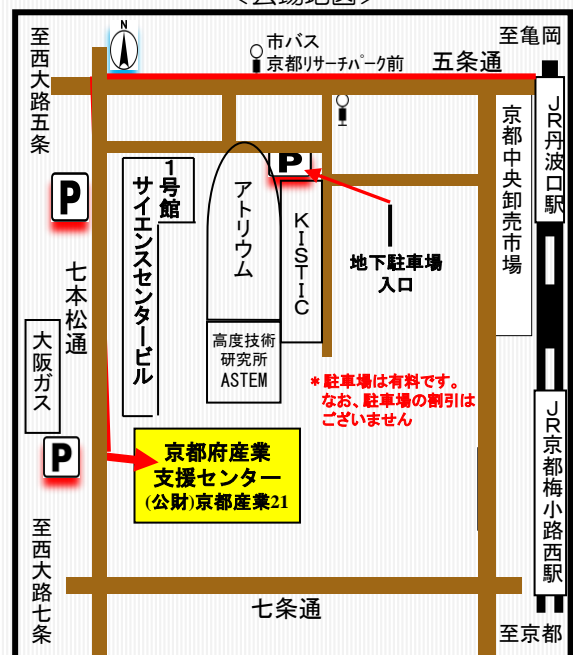 <会場地図>
N
至西大路五条
市バス
京都リサーチパーク前
五条通
至亀岡
JR丹波口駅
京都中央卸売市場
P
1号館
サイエンスセンタービル
アトリウム
P
KISTIC
地下駐車場
入口
七本松通
大阪ガス
高度技術
研究所
ASTEM
*駐車場は有料です。
なお、駐車場の割引は
ございません
P
京都府産業
支援センター
(公財)京都産業21
JR京都梅小路西駅
至西大路七条
七条通
至京都